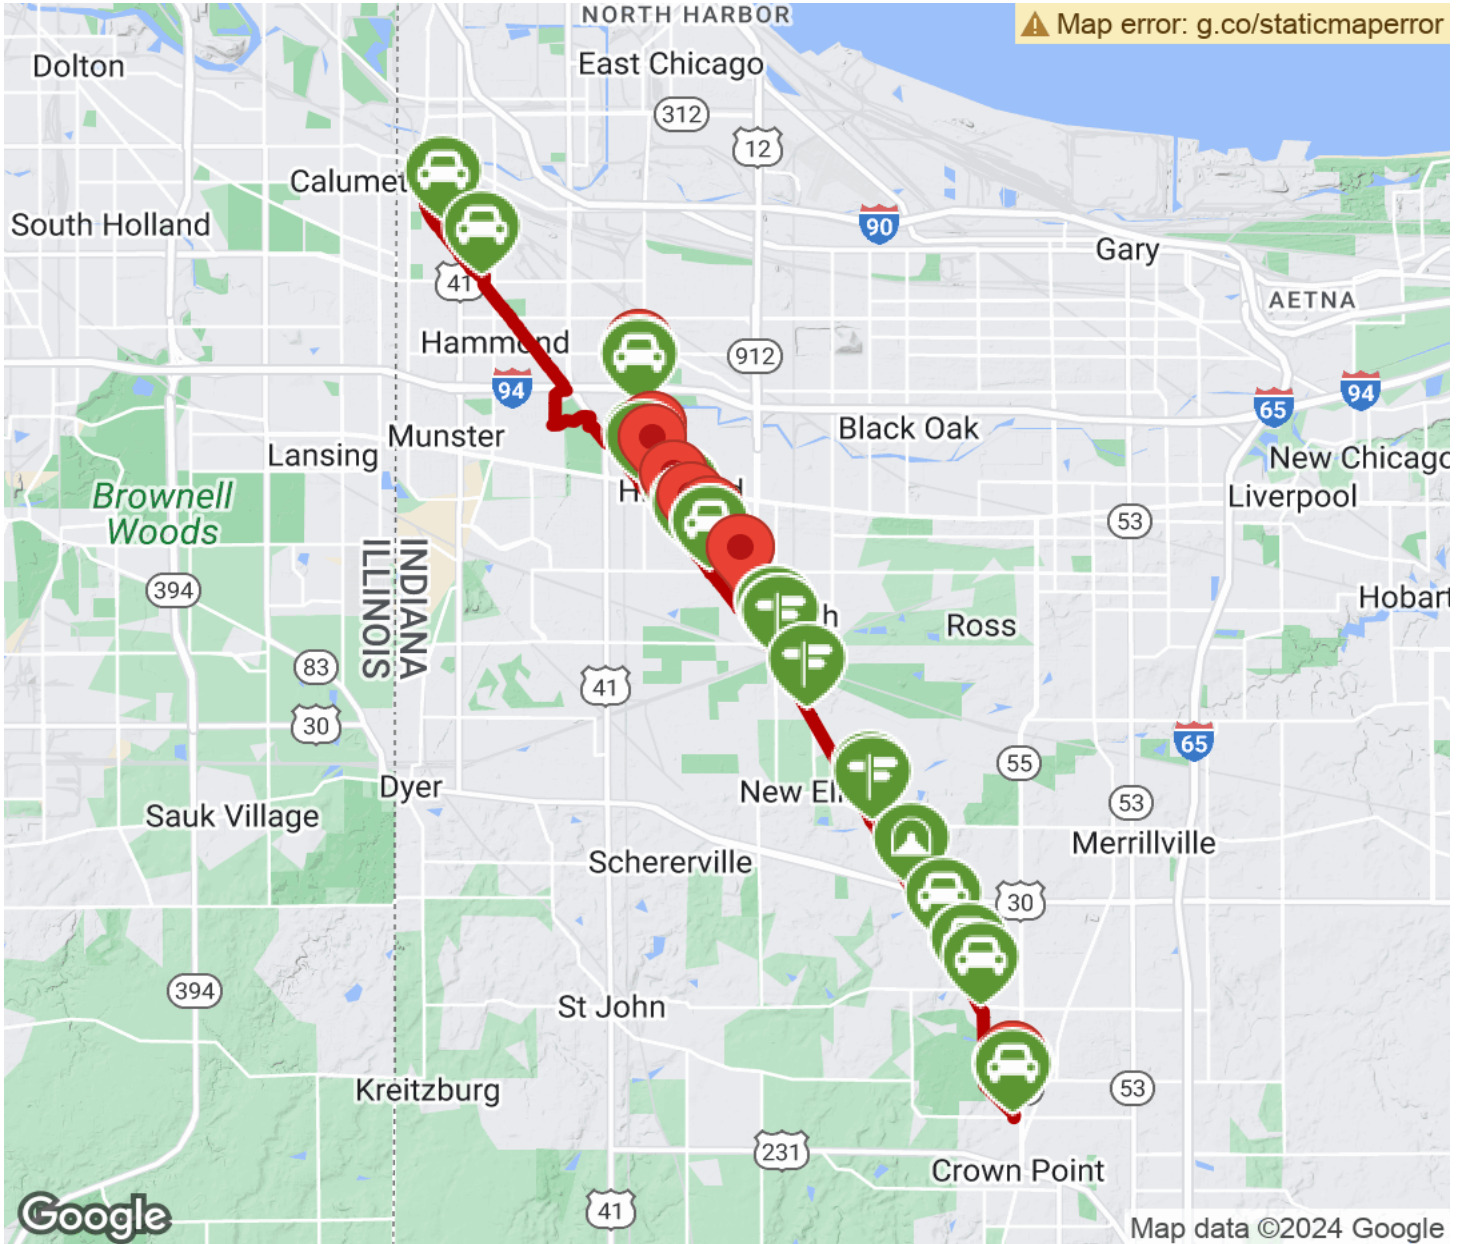 NORTH HARBOR
Map error: g.co/staticmaperror
Dolton
East Chicago
312
12
Calumet
South Holland
90
Gary
41
AETNA
Hammond
912
94
94
65
Munster
Black Oak
Lansing
New Chicago
Brownell
Woods
Liverpool
53
INDIANA
ILLINOIS
394
Hobart
h
Ross
83
41
30
65
55
New El
Dyer
53
Sauk Village
Merrillville
Schererville
30
394
St John
Kreitzburg
53
231
Crown Point
41
Google
Map data ©2024 Google